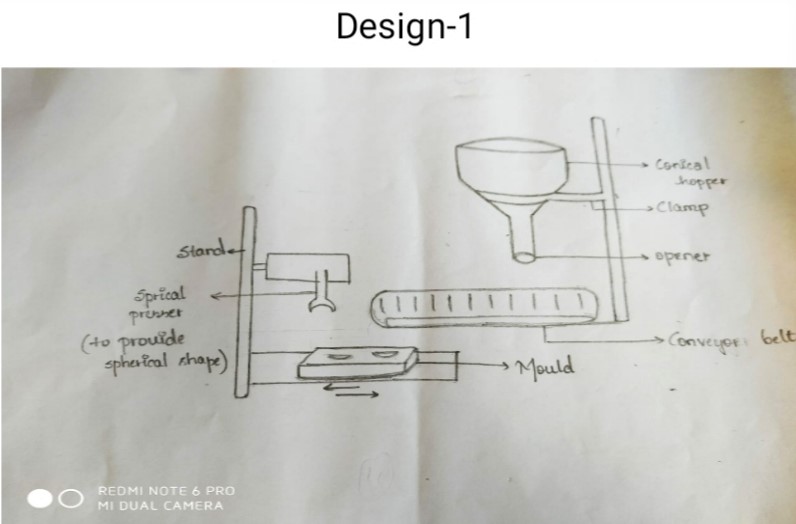 Design-1
Conical
hopper
Clamp
opener
Stand
Sprical
prinner
(to provide
spherical shape)
Conveyor belt
Mould
REDMI NOTE 6 PRO
MI DUAL CAMERA